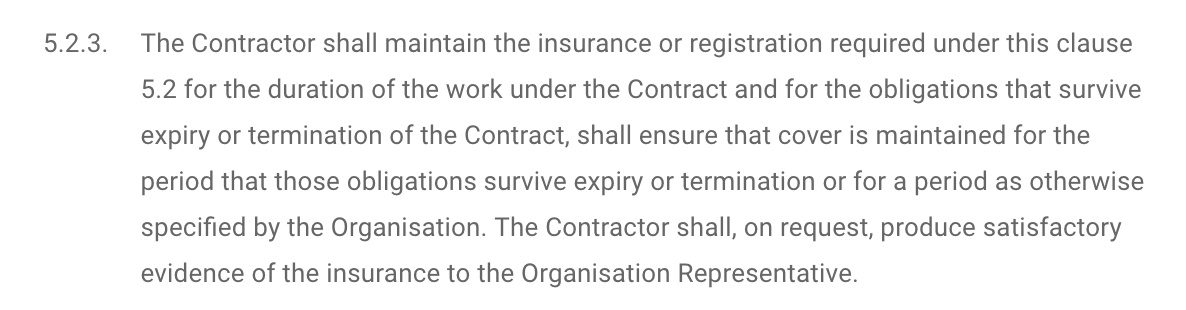 5.2.3. The Contractor shall maintain the insurance or registration required under this clause
5.2 for the duration of the work under the Contract and for the obligations that survive
expiry or termination of the Contract, shall ensure that cover is maintained for the
period that those obligations survive expiry or termination or for a period as otherwise
specified by the Organisation. The Contractor shall, on request, produce satisfactory
evidence of the insurance to the Organisation Representative.